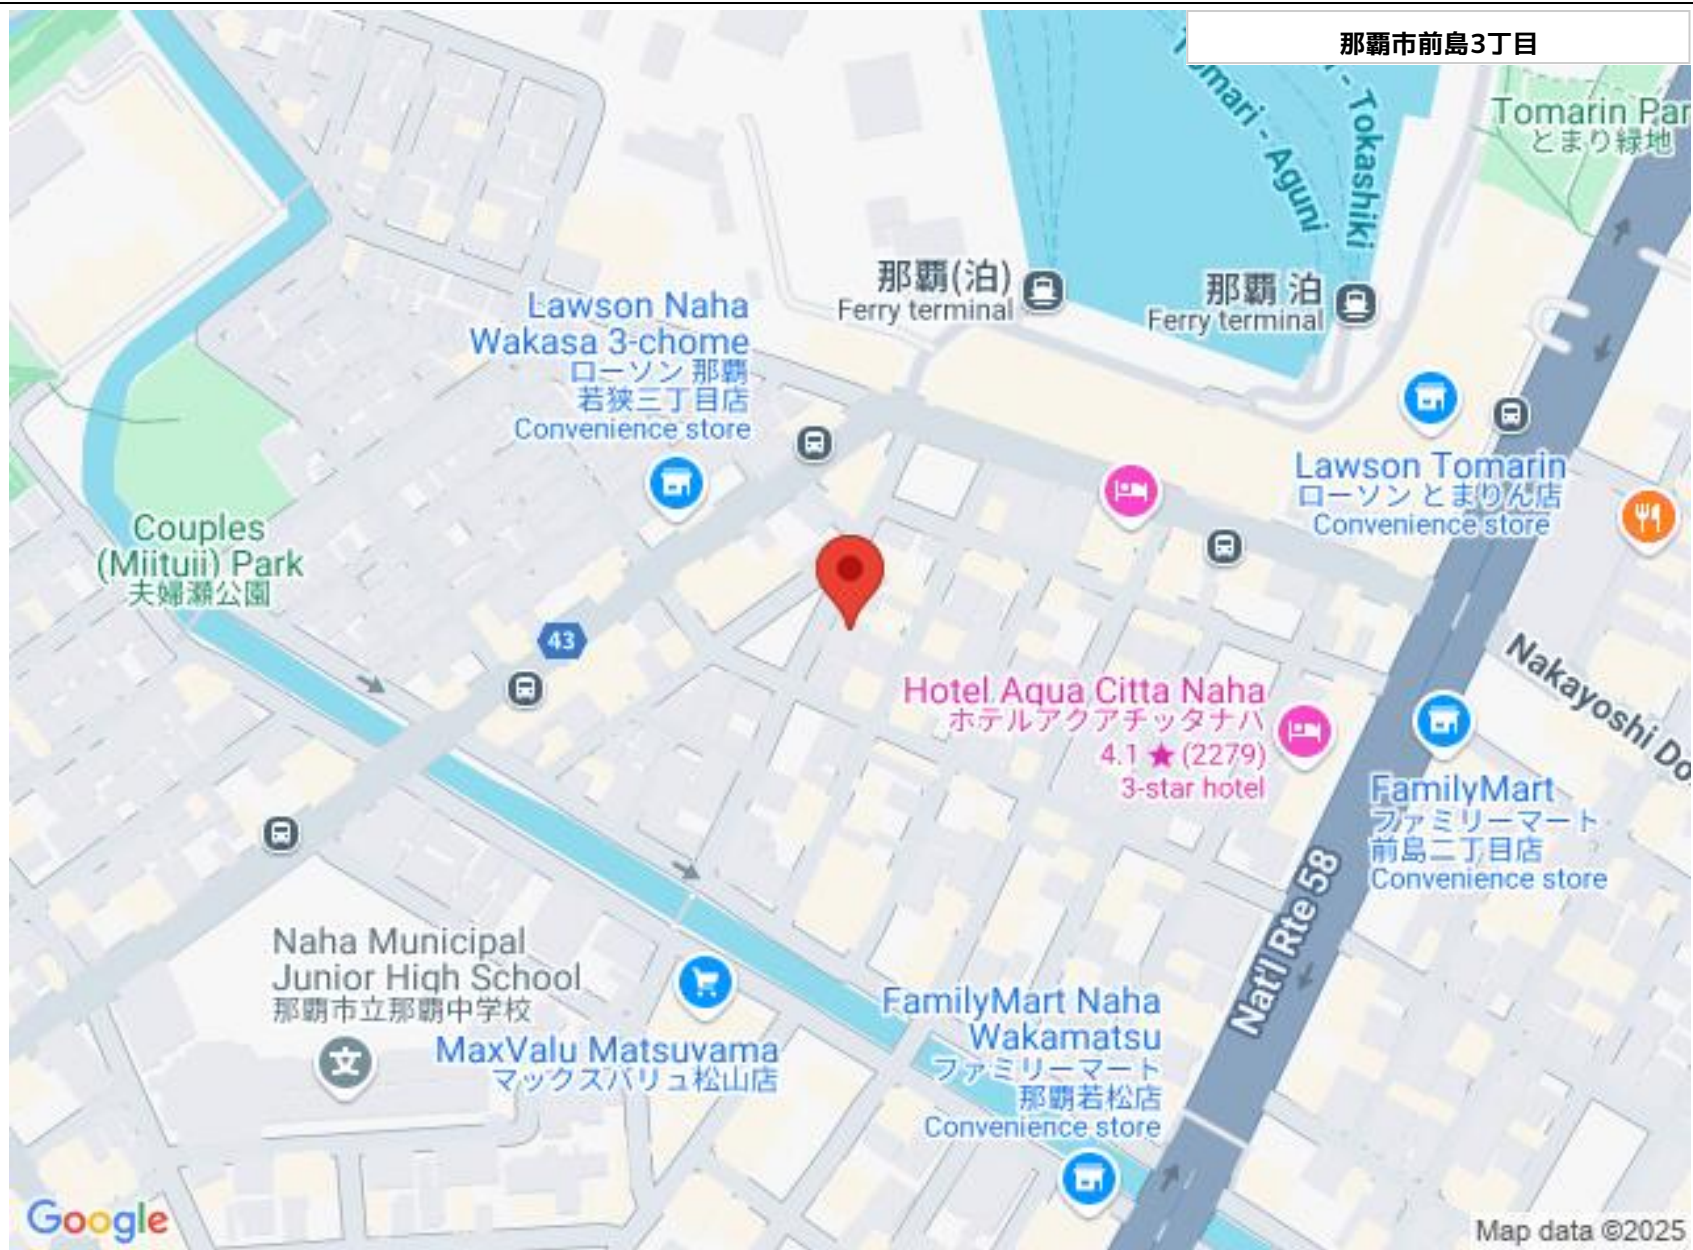 那覇市前島3丁目
Tomari - Aguni
- Tokashiki
Tomarin Par
とまり緑地
那覇(泊)
Ferry terminal
那覇 泊
Ferry terminal
Lawson Naha
Wakasa 3-chome
ローソン 那覇
若狭三丁目店
Convenience store
Lawson Tomarin
ローソン とまりん店
Convenience store
Couples
(Miituii) Park
夫婦瀬公園
43
Nakayoshi Do
Hotel Aqua Citta Naha
ホテルアクアチッタナハ
4.1 ★ (2279)
3-star hotel
FamilyMart
ファミリーマート
前島二丁目店
Convenience store
Nat'l Rte 58
Naha Municipal
Junior High School
那覇市立那覇中学校
文
MaxValu Matsuyama
マックスバリュ松山店
FamilyMart Naha
Wakamatsu
ファミリーマート
那覇若松店
Convenience store
Google
Map data ©2025